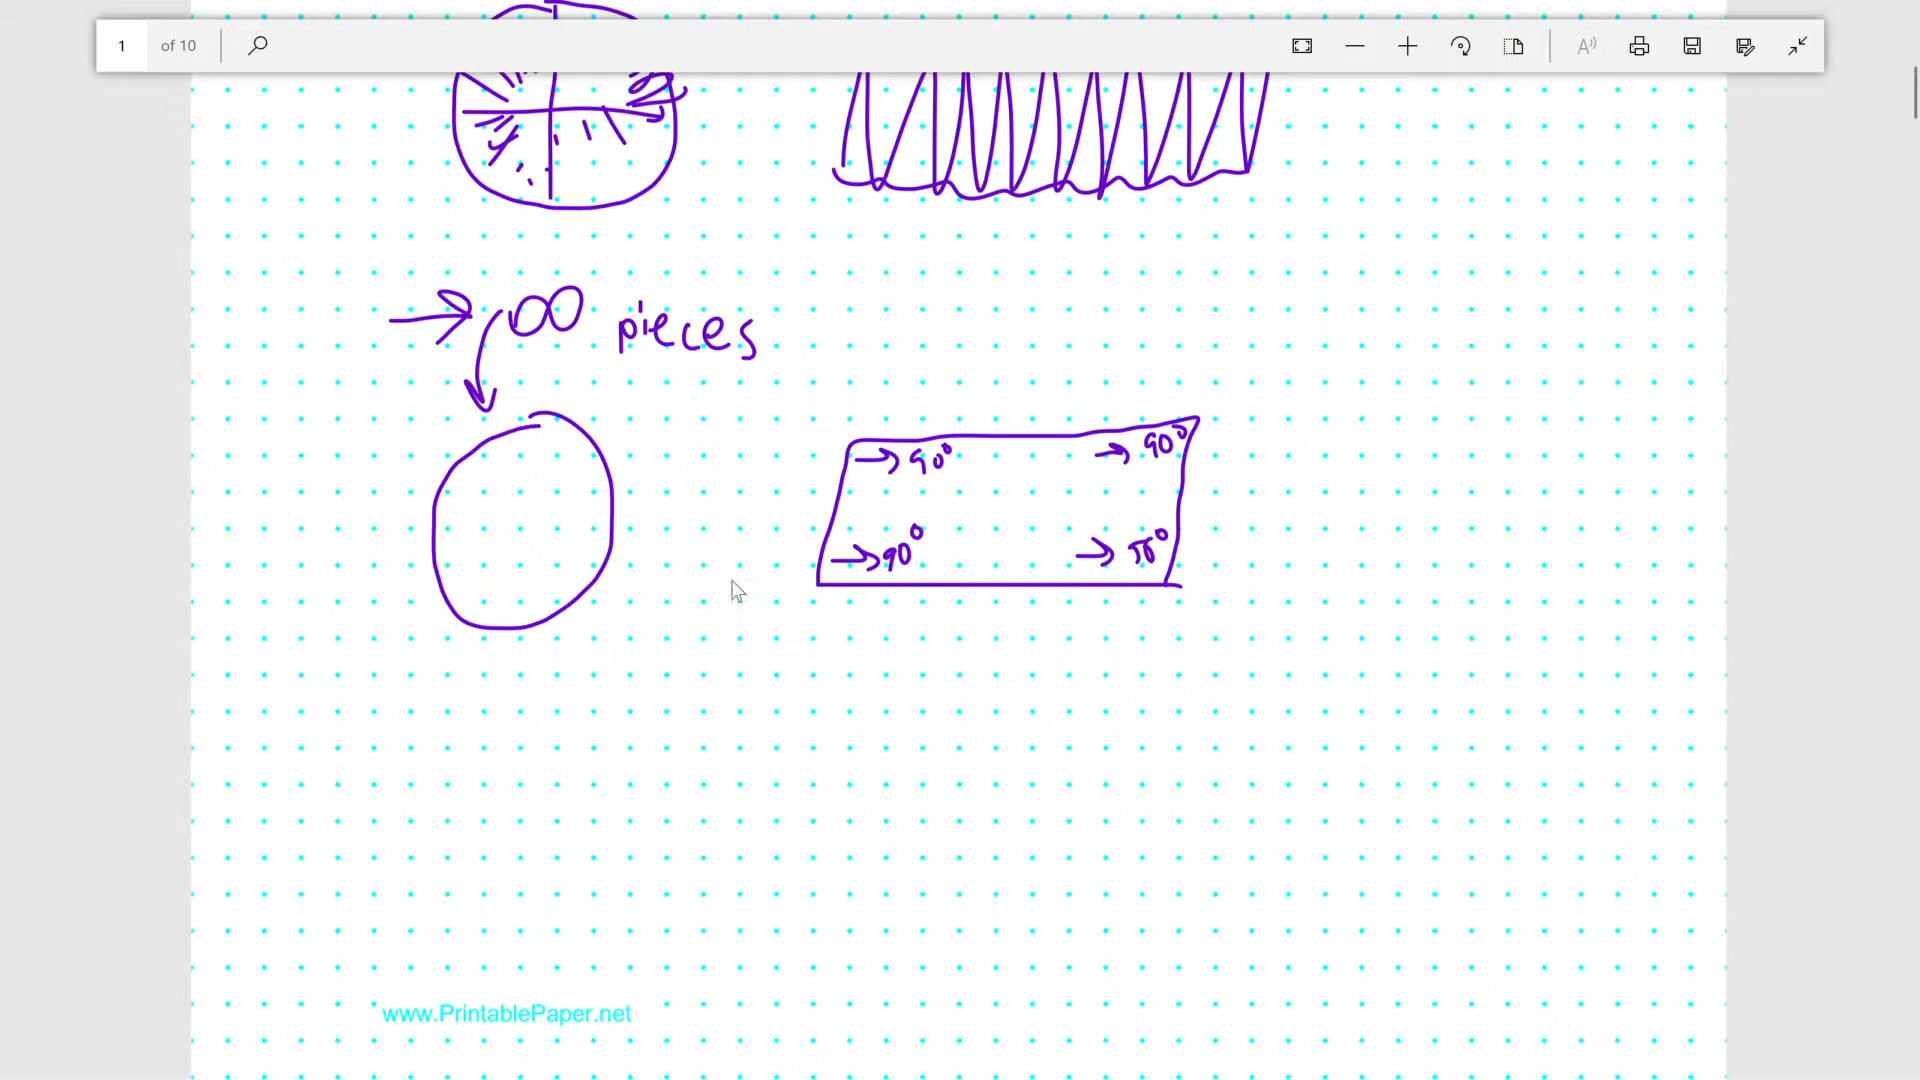 1 of 10
→ ∞ pieces
→ 90° → 90°
→ 90° →
www.PrintablePaper.net